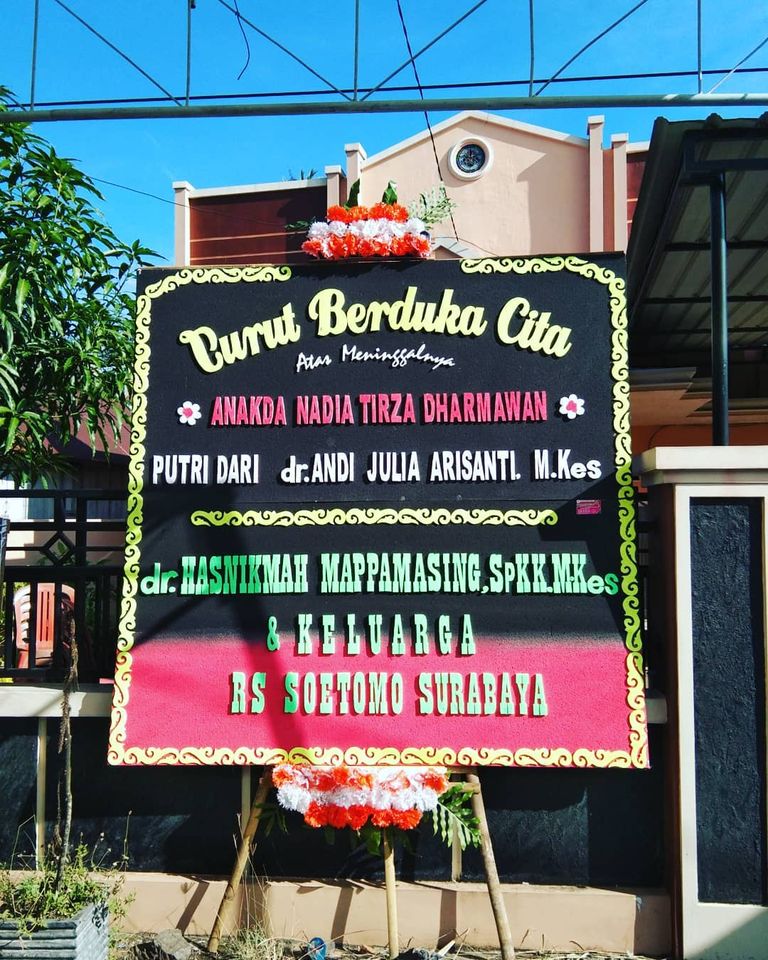 Turut Berduka Cita
Atas Meninggalnya
ANAKDA NADIA TIRZA DHARMAWAN
PUTRI DARI dr. ANDI JULIA ARISANTI. M.Kes
dr. HASNIKMAH MAPPAMASING,SpKK.M.Kes
& KELUARGA
RS SOETOMO SURABAYA